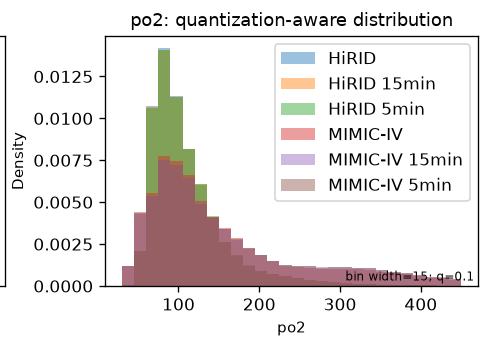 po2: quantization-aware distribution
HiRID
HiRID 15min
HiRID 5min
MIMIC-IV
MIMIC-IV 15min
MIMIC-IV 5min
0.0125
0.0100
0.0075
0.0050
0.0025
0.0000
Density
bin width=15; q=0.1
100 200 300 400
po2